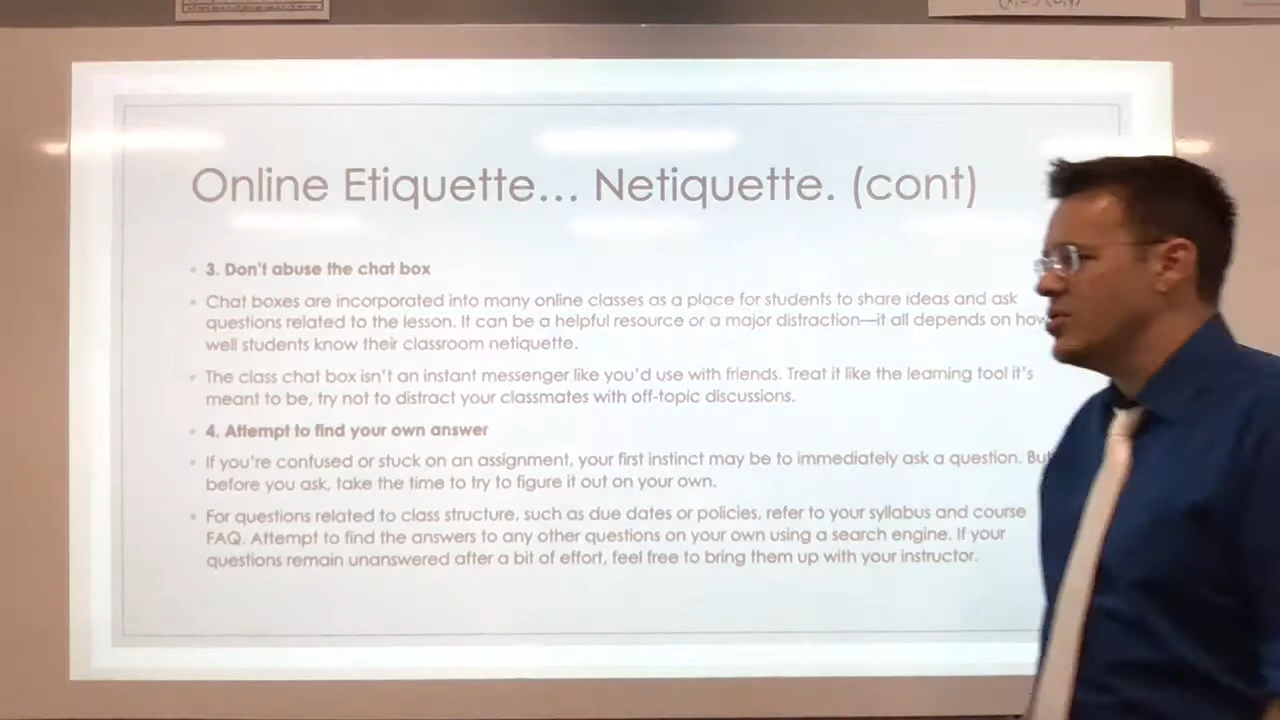 Online Etiquette... Netiquette. (cont)
3. Don't abuse the chat box
Chat boxes are incorporated into many online classes as a place for students to share ideas and ask
questions related to the lesson. It can be a helpful resource or a major distraction—it all depends on how
well students know their classroom netiquette.
The class chat box isn't an instant messenger like you'd use with friends. Treat it like the learning tool it's
meant to be, try not to distract your classmates with off-topic discussions.
4. Attempt to find your own answer
If you're confused or stuck on an assignment, your first instinct may be to immediately ask a question. But
before you ask, take the time to try to figure it out on your own.
For questions related to class structure, such as due dates or policies, refer to your syllabus and course
FAQ. Attempt to find the answers to any other questions on your own using a search engine. If your
questions remain unanswered after a bit of effort, feel free to bring them up with your instructor.